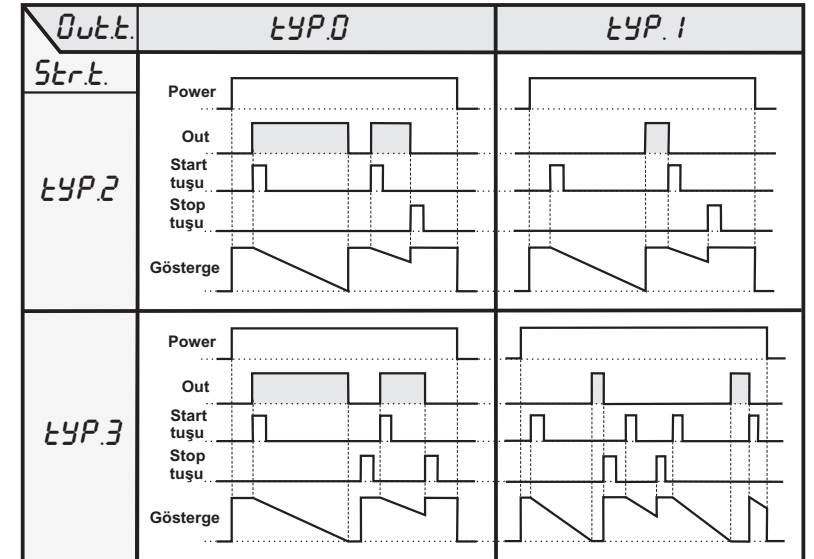 Out.t.
tYP.0
tYP.1
Str.t.
tYP.2
Power
Out
Start
tuşu
Stop
tuşu
Gösterge
tYP.3
Power
Out
Start
tuşu
Stop
tuşu
Gösterge